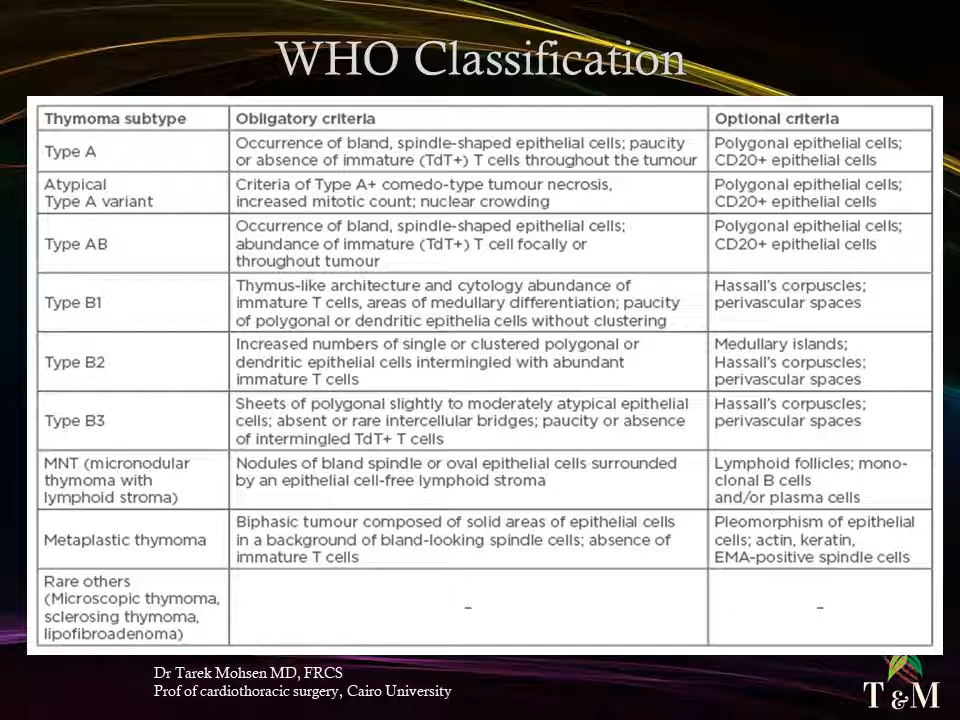 WHO Classification
Thymoma subtype
Obligatory criteria
Optional criteria
Type A
Occurrence of bland, spindle-shaped epithelial cells; paucity
or absence of immature (TdT+) T cells throughout the tumour
Polygonal epithelial cells;
CD20+ epithelial cells
Atypical
Type A variant
Criteria of Type A+ comedo-type tumour necrosis,
increased mitotic count; nuclear crowding
Polygonal epithelial cells;
CD20+ epithelial cells
Type AB
Occurrence of bland, spindle-shaped epithelial cells;
abundance of immature (TdT+) T cell focally or
throughout tumour
Polygonal epithelial cells;
CD20+ epithelial cells
Type B1
Thymus-like architecture and cytology abundance of
immature T cells, areas of medullary differentiation; paucity
of polygonal or dendritic epithelia cells without clustering
Hassall's corpuscles;
perivascular spaces
Type B2
Increased numbers of single or clustered polygonal or
dendritic epithelial cells intermingled with abundant
immature T cells
Medullary islands;
Hassall's corpuscles;
perivascular spaces
Type B3
Sheets of polygonal slightly to moderately atypical epithelial
cells; absent or rare intercellular bridges; paucity or absence
of intermingled TdT+ T cells
Hassall's corpuscles;
perivascular spaces
MNT (micronodular
thymoma with
lymphoid stroma)
Nodules of bland spindle or oval epithelial cells surrounded
by an epithelial cell-free lymphoid stroma
Lymphoid follicles; mono-
clonal B cells
and/or plasma cells
Metaplastic thymoma
Biphasic tumour composed of solid areas of epithelial cells
in a background of bland-looking spindle cells; absence of
immature T cells
Pleomorphism of epithelial
cells; actin, keratin,
EMA-positive spindle cells
Rare others
(Microscopic thymoma,
sclerosing thymoma,
lipofibroadenoma)
–
–
Dr Tarek Mohsen MD, FRCS
Prof of cardiothoracic surgery, Cairo University
T & M